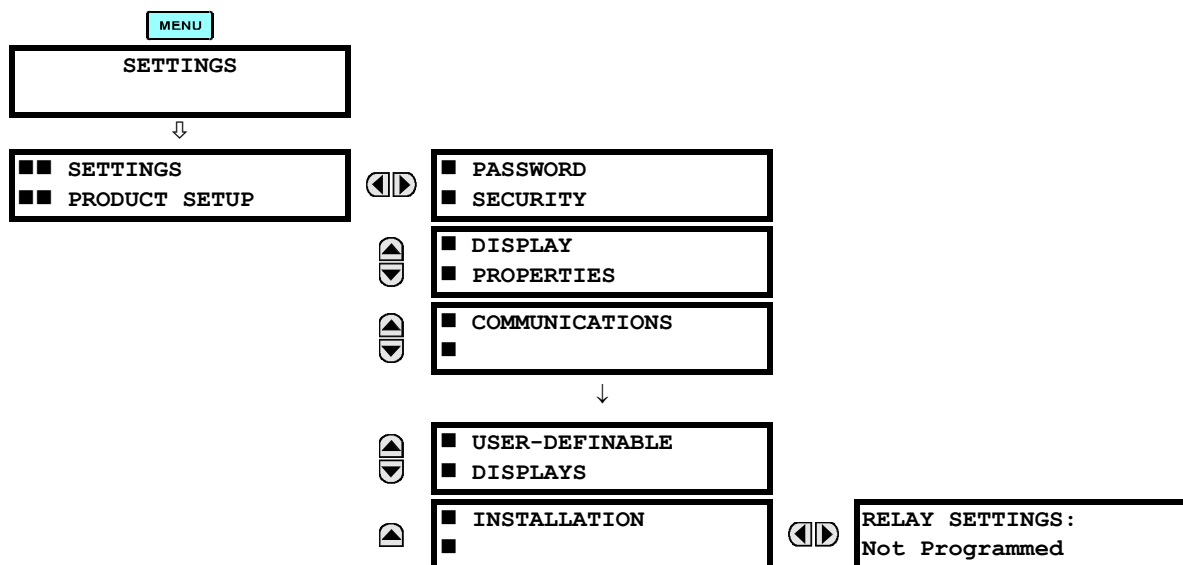 MENU
SETTINGS
■■ SETTINGS
■■ PRODUCT SETUP
■ PASSWORD
■ SECURITY
■ DISPLAY
■ PROPERTIES
■ COMMUNICATIONS
■
■ USER-DEFINABLE
■ DISPLAYS
■ INSTALLATION
■
RELAY SETTINGS:
Not Programmed